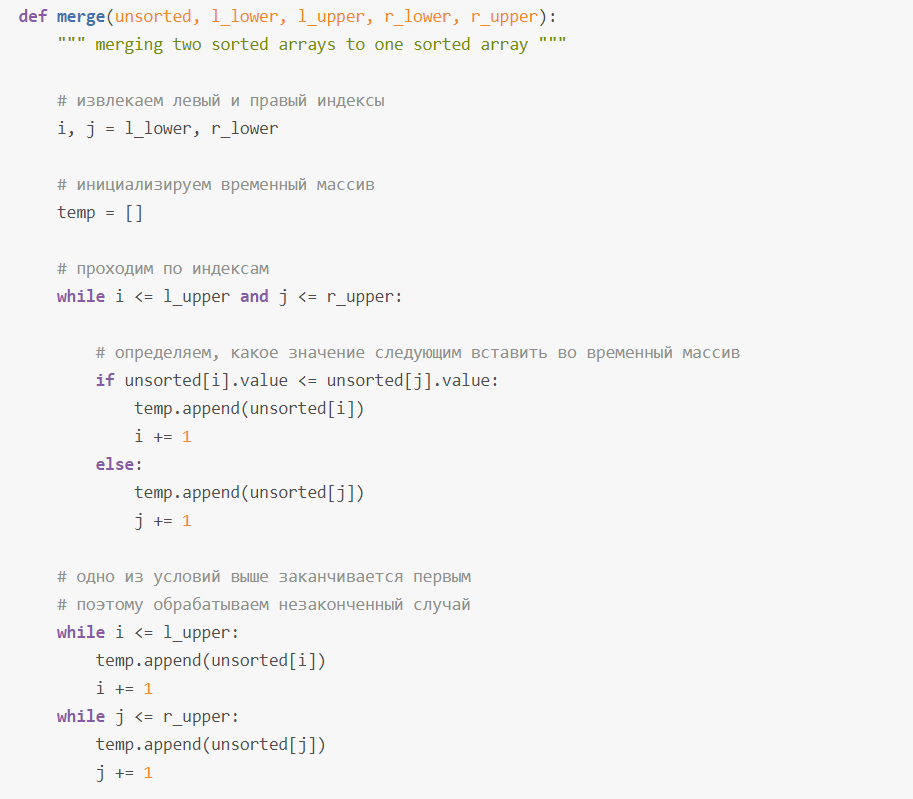 def merge(unsorted, l_lower, l_upper, r_lower, r_upper):
    """ merging two sorted arrays to one sorted array """
    # извлекаем левый и правый индексы
    i, j = l_lower, r_lower
    # инициализируем временный массив
    temp = []
    # проходим по индексам
    while i <= l_upper and j <= r_upper:
        # определяем, какое значение следующим вставить во временный массив
        if unsorted[i].value <= unsorted[j].value:
            temp.append(unsorted[i])
            i += 1
        else:
            temp.append(unsorted[j])
            j += 1
    # одно из условий выше заканчивается первым
    # поэтому обрабатываем незаконченный случай
    while i <= l_upper:
        temp.append(unsorted[i])
        i += 1
    while j <= r_upper:
        temp.append(unsorted[j])
        j += 1